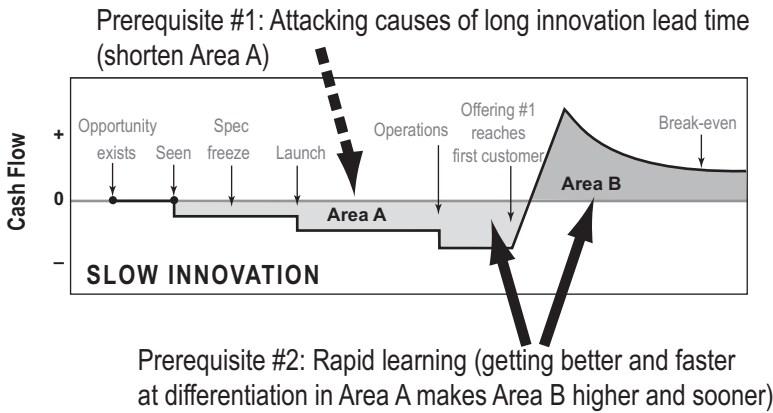 Prerequisite #1: Attacking causes of long innovation lead time
(shorten Area A)
Cash Flow
+
0
–
Opportunity
exists
Seen
Spec
freeze
Launch
Operations
Offering #1
reaches
first customer
Break-even
Area A
Area B
SLOW INNOVATION
Prerequisite #2: Rapid learning (getting better and faster
at differentiation in Area A makes Area B higher and sooner)